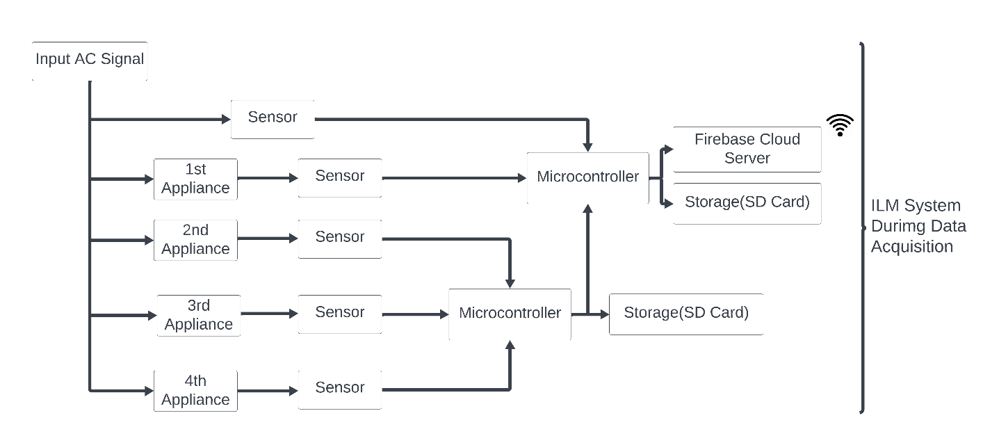 Input AC Signal
Sensor
Firebase Cloud
Server
1st
Appliance
Sensor
Microcontroller
Storage(SD Card)
ILM System
Durimg Data
Acquisition
2nd
Appliance
Sensor
3rd
Appliance
Sensor
Microcontroller
Storage(SD Card)
4th
Appliance
Sensor